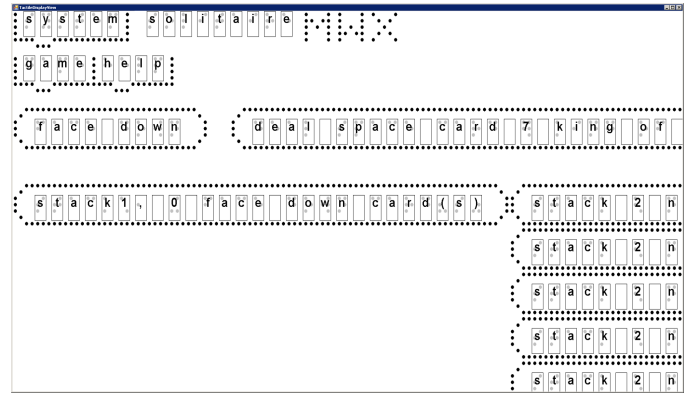 TactileDisplayView
system solitaire MWX
game help
face down deal space card 7 king of
stack1, 0 face down card(s) stack 2 n
stack 2 n
stack 2 n
stack 2 n
stack 2 n